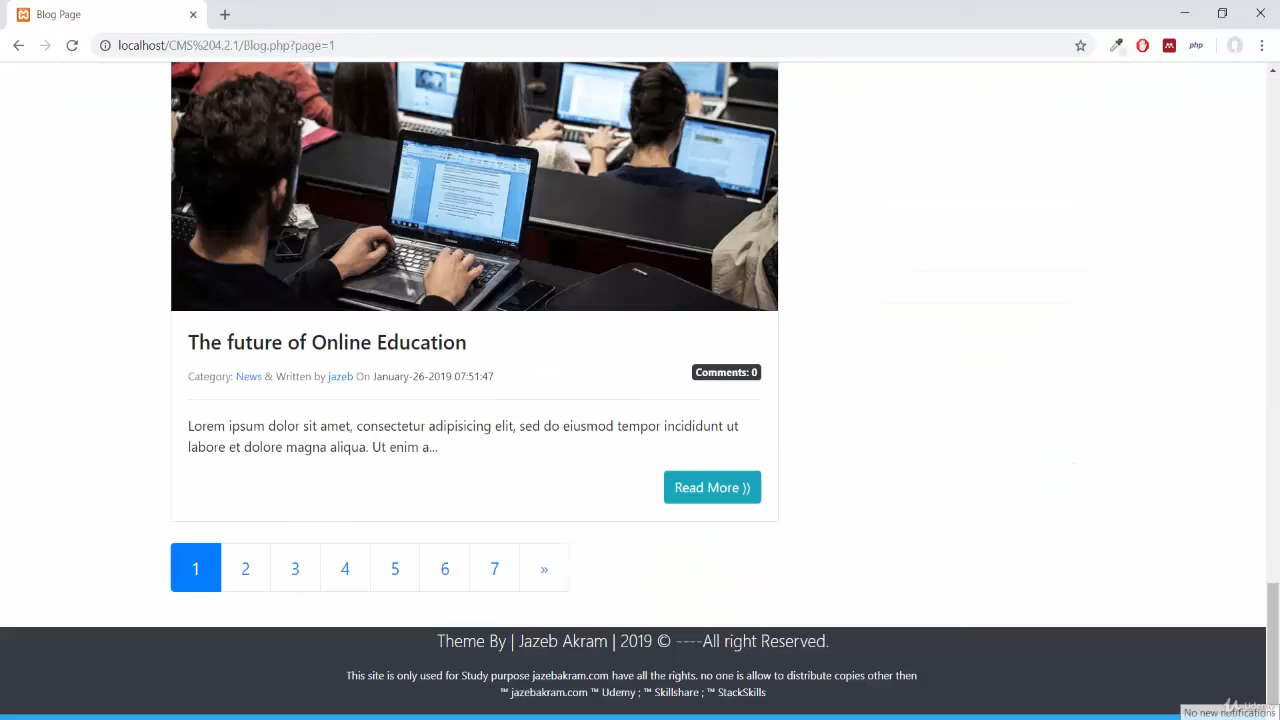 Blog Page
localhost/CMS%204.2.1/Blog.php?page=1
php
The future of Online Education
Category: News & Written by jazeb On January-26-2019 07:51:47
Comments: 0
Lorem ipsum dolor sit amet, consectetur adipisicing elit, sed do eiusmod tempor incididunt ut
labore et dolore magna aliqua. Ut enim a...
Read More ⟩⟩
1 2 3 4 5 6 7 »
Theme By | Jazeb Akram | 2019 © ----All right Reserved.
This site is only used for Study purpose jazebakram.com have all the rights. no one is allow to distribute copies other then
™ jazebakram.com ™ Udemy ; ™ Skillshare ; ™ StackSkills
Udemy
No new notifications